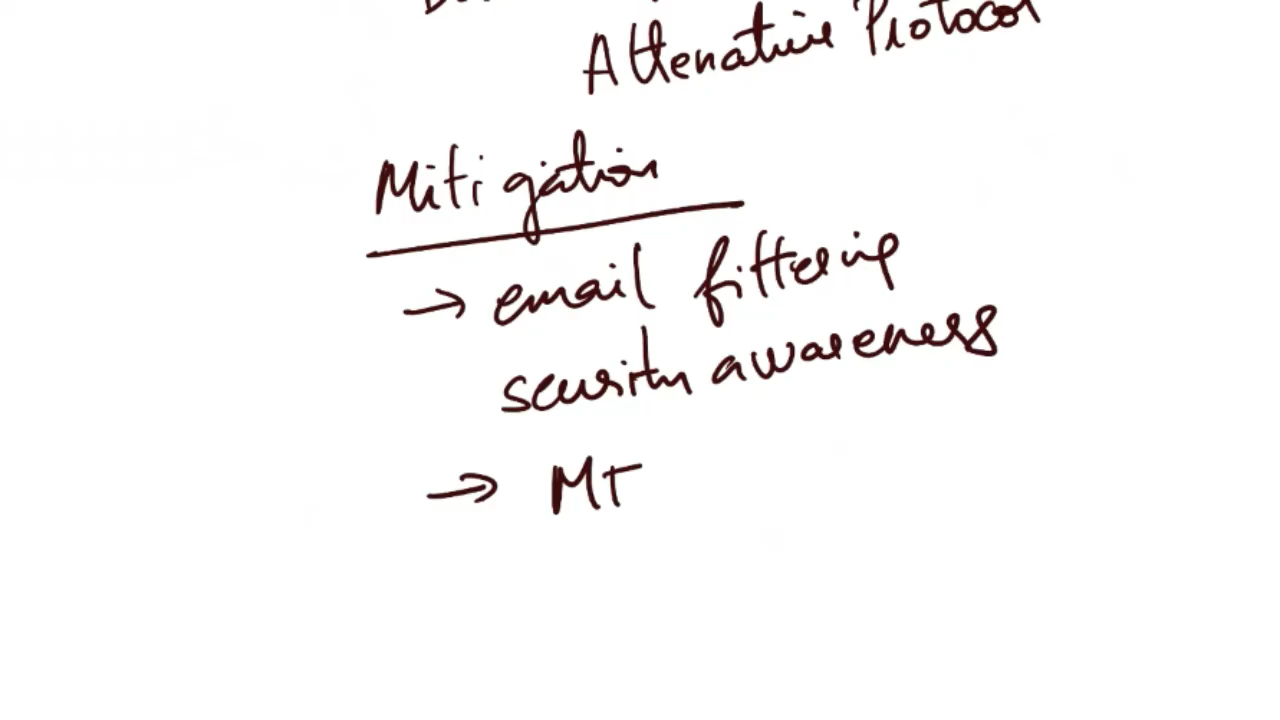 Alternative Protocol
Mitigation
→ email filtering
security awareness
→ MT